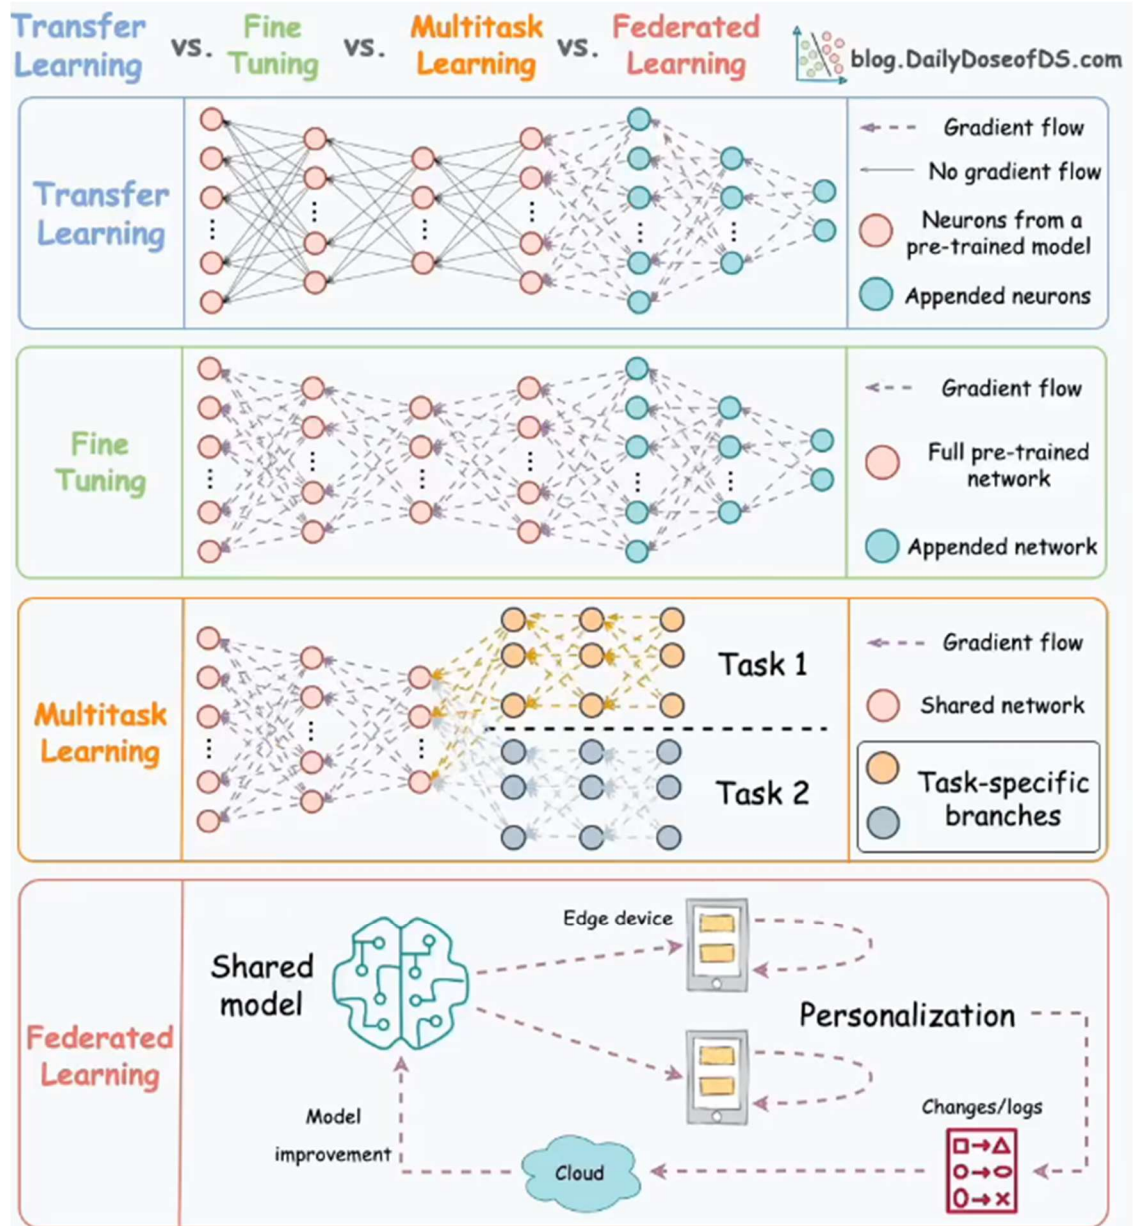 Transfer Learning vs. Fine Tuning vs. Multitask Learning vs. Federated Learning
blog.DailyDoseofDS.com
Transfer
Learning
Gradient flow
No gradient flow
Neurons from a
pre-trained model
Appended neurons
Fine
Tuning
Gradient flow
Full pre-trained
network
Appended network
Multitask
Learning
Task 1
Task 2
Gradient flow
Shared network
Task-specific
branches
Federated
Learning
Shared
model
Edge device
Personalization
Changes/logs
Cloud
Model
improvement